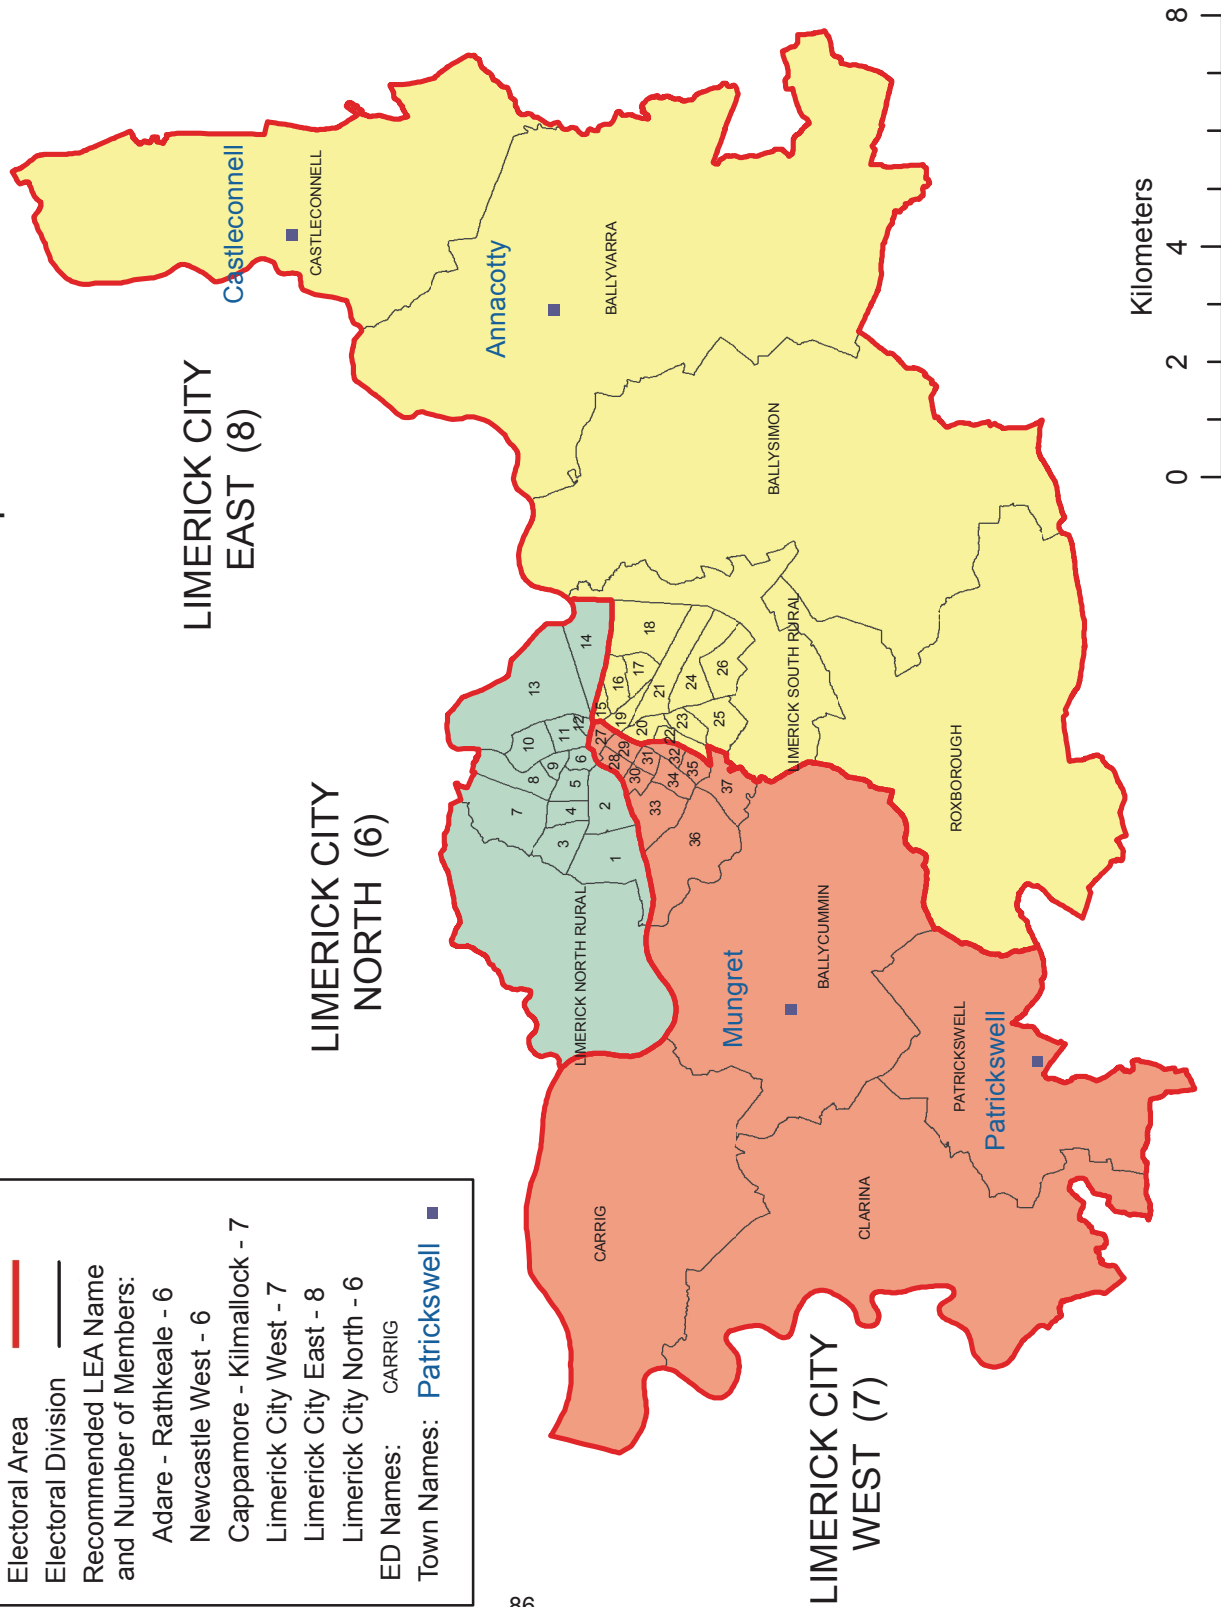 Electoral Area
Electoral Division
Recommended LEA Name
and Number of Members:
Adare - Rathkeale - 6
Newcastle West - 6
Cappamore - Kilmallock - 7
Limerick City West - 7
Limerick City East - 8
Limerick City North - 6
ED Names: CARRIG
Town Names: Patrickswell
86
LIMERICK CITY
EAST (8)
LIMERICK CITY
NORTH (6)
LIMERICK CITY
WEST (7)
Castleconnell
CASTLECONNELL
Annacotty
BALLYVARRA
BALLYSIMON
LIMERICK SOUTH RURAL
ROXBOROUGH
LIMERICK NORTH RURAL
Mungret
BALLYCUMMIN
PATRICKSWELL
Patrickswell
CARRIG
CLARINA
1
2
3
4
5
6
7
8
9
10
11
12
13
14
15
16
17
18
19
20
21
22
23
24
25
26
27
28
29
30
31
32
33
34
35
36
37
Kilometers
0 2 4 8